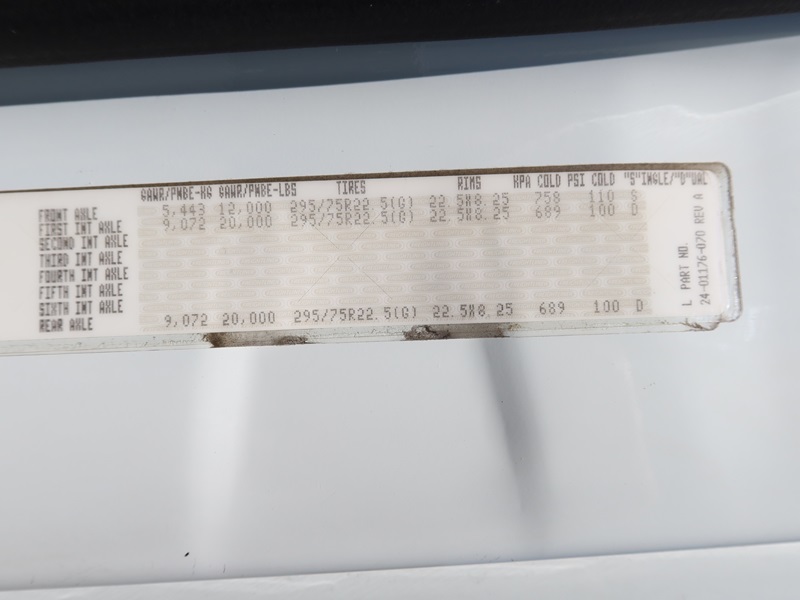 GAWR/PNBE-KG GAWR/PNBE-LBS TIRES RIMS KPA COLD PSI COLD "S"INGLE/"D"UAL
FRONT AXLE 5,443 12,000 295/75R22.5(G) 22.5X8.25 758 110 S
FIRST INT AXLE 9,072 20,000 295/75R22.5(G) 22.5X8.25 689 100 D
SECOND INT AXLE
THIRD INT AXLE
FOURTH INT AXLE
FIFTH INT AXLE
SIXTH INT AXLE
REAR AXLE 9,072 20,000 295/75R22.5(G) 22.5X8.25 689 100 D
L PART NO.
24-01176-070 REV A